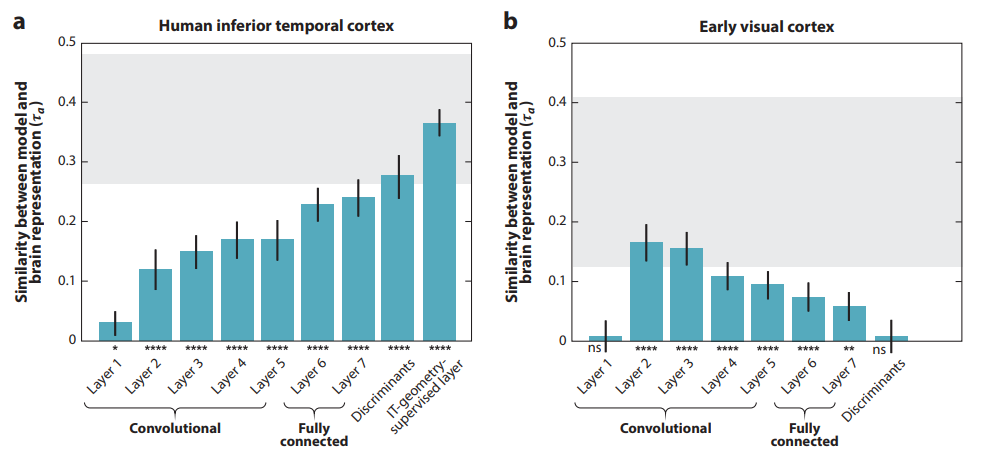 a
Human inferior temporal cortex
Similarity between model and
brain representation (τa)
0.5
0.4
0.3
0.2
0.1
0
* **** **** **** **** **** **** **** ****
Layer 1
Layer 2
Layer 3
Layer 4
Layer 5
Layer 6
Layer 7
Discriminants
IT-geometry-
supervised layer
Convolutional
Fully
connected
b
Early visual cortex
Similarity between model and
brain representation (τa)
0.5
0.4
0.3
0.2
0.1
0
ns **** **** **** **** **** ** ns
Layer 1
Layer 2
Layer 3
Layer 4
Layer 5
Layer 6
Layer 7
Discriminants
Convolutional
Fully
connected